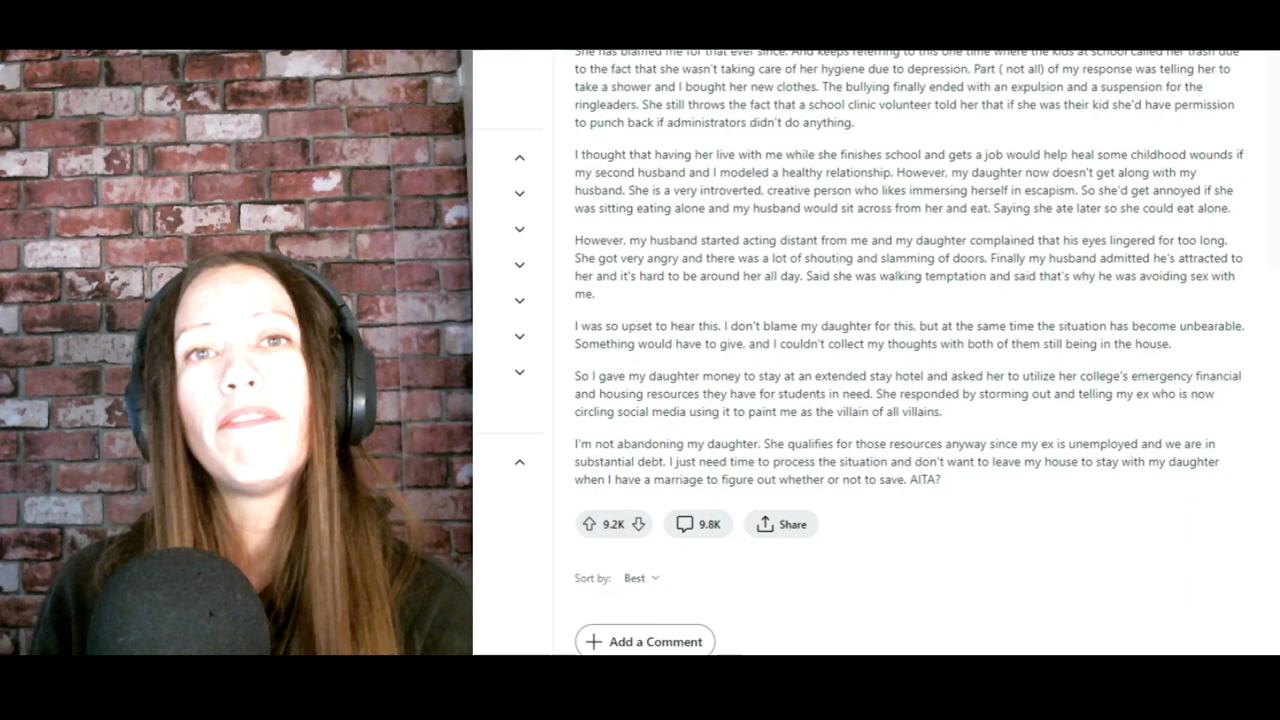 She has blamed me for that ever since. And keeps referring to this one time where the kids at school called her trash due
to the fact that she wasn't taking care of her hygiene due to depression. Part ( not all) of my response was telling her to
take a shower and I bought her new clothes. The bullying finally ended with an expulsion and a suspension for the
ringleaders. She still throws the fact that a school clinic volunteer told her that if she was their kid she'd have permission
to punch back if administrators didn't do anything.
I thought that having her live with me while she finishes school and gets a job would help heal some childhood wounds if
my second husband and I modeled a healthy relationship. However, my daughter now doesn't get along with my
husband. She is a very introverted, creative person who likes immersing herself in escapism. So she'd get annoyed if she
was sitting eating alone and my husband would sit across from her and eat. Saying she ate later so she could eat alone.
However, my husband started acting distant from me and my daughter complained that his eyes lingered for too long.
She got very angry and there was a lot of shouting and slamming of doors. Finally my husband admitted he's attracted to
her and it's hard to be around her all day. Said she was walking temptation and said that's why he was avoiding sex with
me.
I was so upset to hear this. I don't blame my daughter for this, but at the same time the situation has become unbearable.
Something would have to give, and I couldn't collect my thoughts with both of them still being in the house.
So I gave my daughter money to stay at an extended stay hotel and asked her to utilize her college's emergency financial
and housing resources they have for students in need. She responded by storming out and telling my ex who is now
circling social media using it to paint me as the villain of all villains.
I'm not abandoning my daughter. She qualifies for those resources anyway since my ex is unemployed and we are in
substantial debt. I just need time to process the situation and don't want to leave my house to stay with my daughter
when I have a marriage to figure out whether or not to save. AITA?
9.2K 9.8K Share
Sort by: Best
Add a Comment